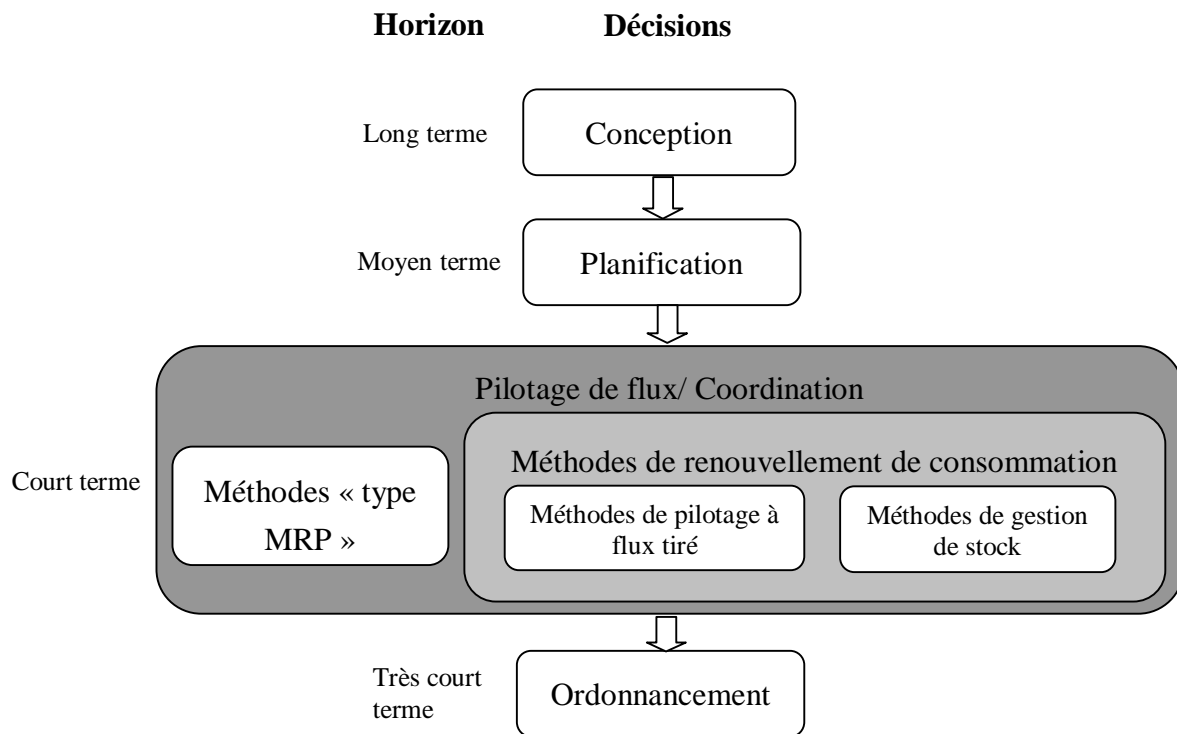 Horizon Décisions
Long terme
Conception
Moyen terme
Planification
Pilotage de flux/ Coordination
Court terme
Méthodes « type
MRP »
Méthodes de renouvellement de consommation
Méthodes de pilotage à
flux tiré
Méthodes de gestion
de stock
Très court
terme
Ordonnancement